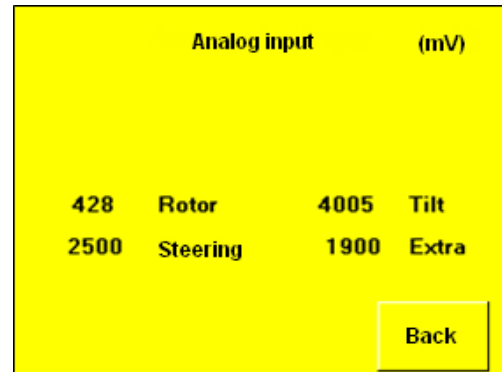 Analog input (mV)
428 Rotor 4005 Tilt
2500 Steering 1900 Extra
Back